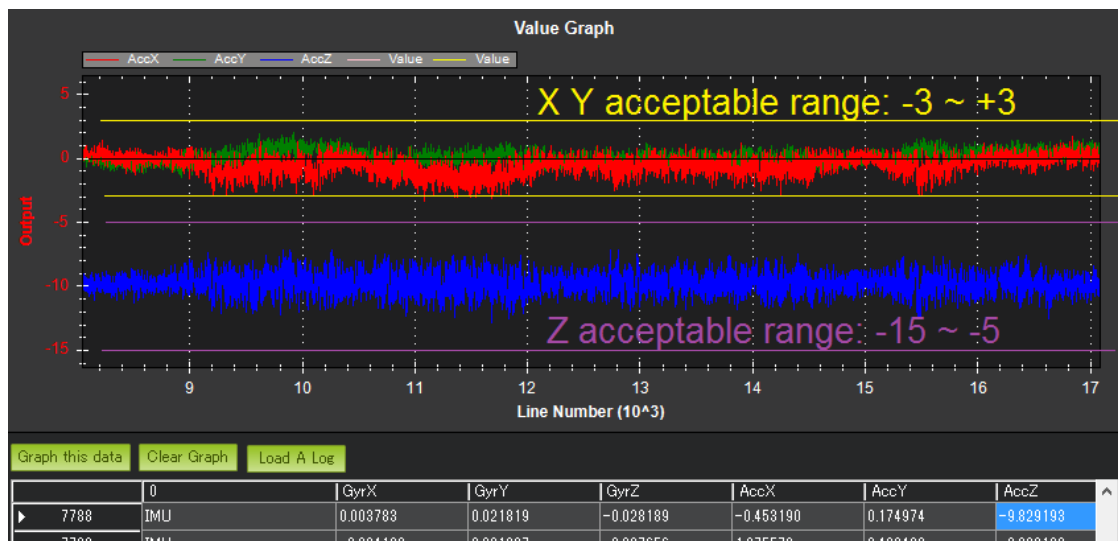 Value Graph
AccX AccY AccZ Value Value
X Y acceptable range: -3 ~ +3
5
0
-5
-10
-15
Output
Z acceptable range: -15 ~ -5
9 10 11 12 13 14 15 16 17
Line Number (10^3)
Graph this data Clear Graph Load A Log
0 GyrX GyrY GyrZ AccX AccY AccZ
7788 IMU 0.003783 0.021819 -0.028189 -0.453190 0.174974 -9.829193